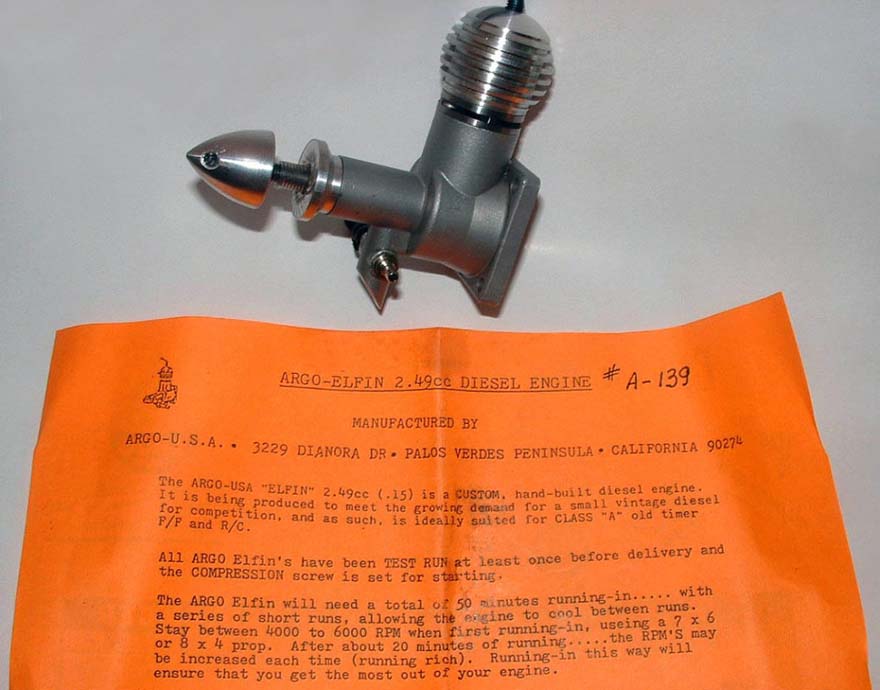 ARGO-ELFIN 2.49cc DIESEL ENGINE # A-139
MANUFACTURED BY
ARGO-U.S.A. • 3229 DIANORA DR • PALOS VERDES PENINSULA • CALIFORNIA 90274
The ARGO-USA "ELFIN" 2.49cc (.15) is a CUSTOM, hand-built diesel engine.
It is being produced to meet the growing demand for a small vintage diesel
for competition, and as such, is ideally suited for CLASS "A" old timer
F/F and R/C.
All ARGO Elfin's have been TEST RUN at least once before delivery and
the COMPRESSION screw is set for starting.
The ARGO Elfin will need a total of 50 minutes running-in..... with
a series of short runs, allowing the engine to cool between runs.
Stay between 4000 to 6000 RPM when first running-in, useing a 7 x 6
or 8 x 4 prop. After about 20 minutes of running.....the RPM'S may
be increased each time (running rich). Running-in this way will
ensure that you get the most out of your engine.